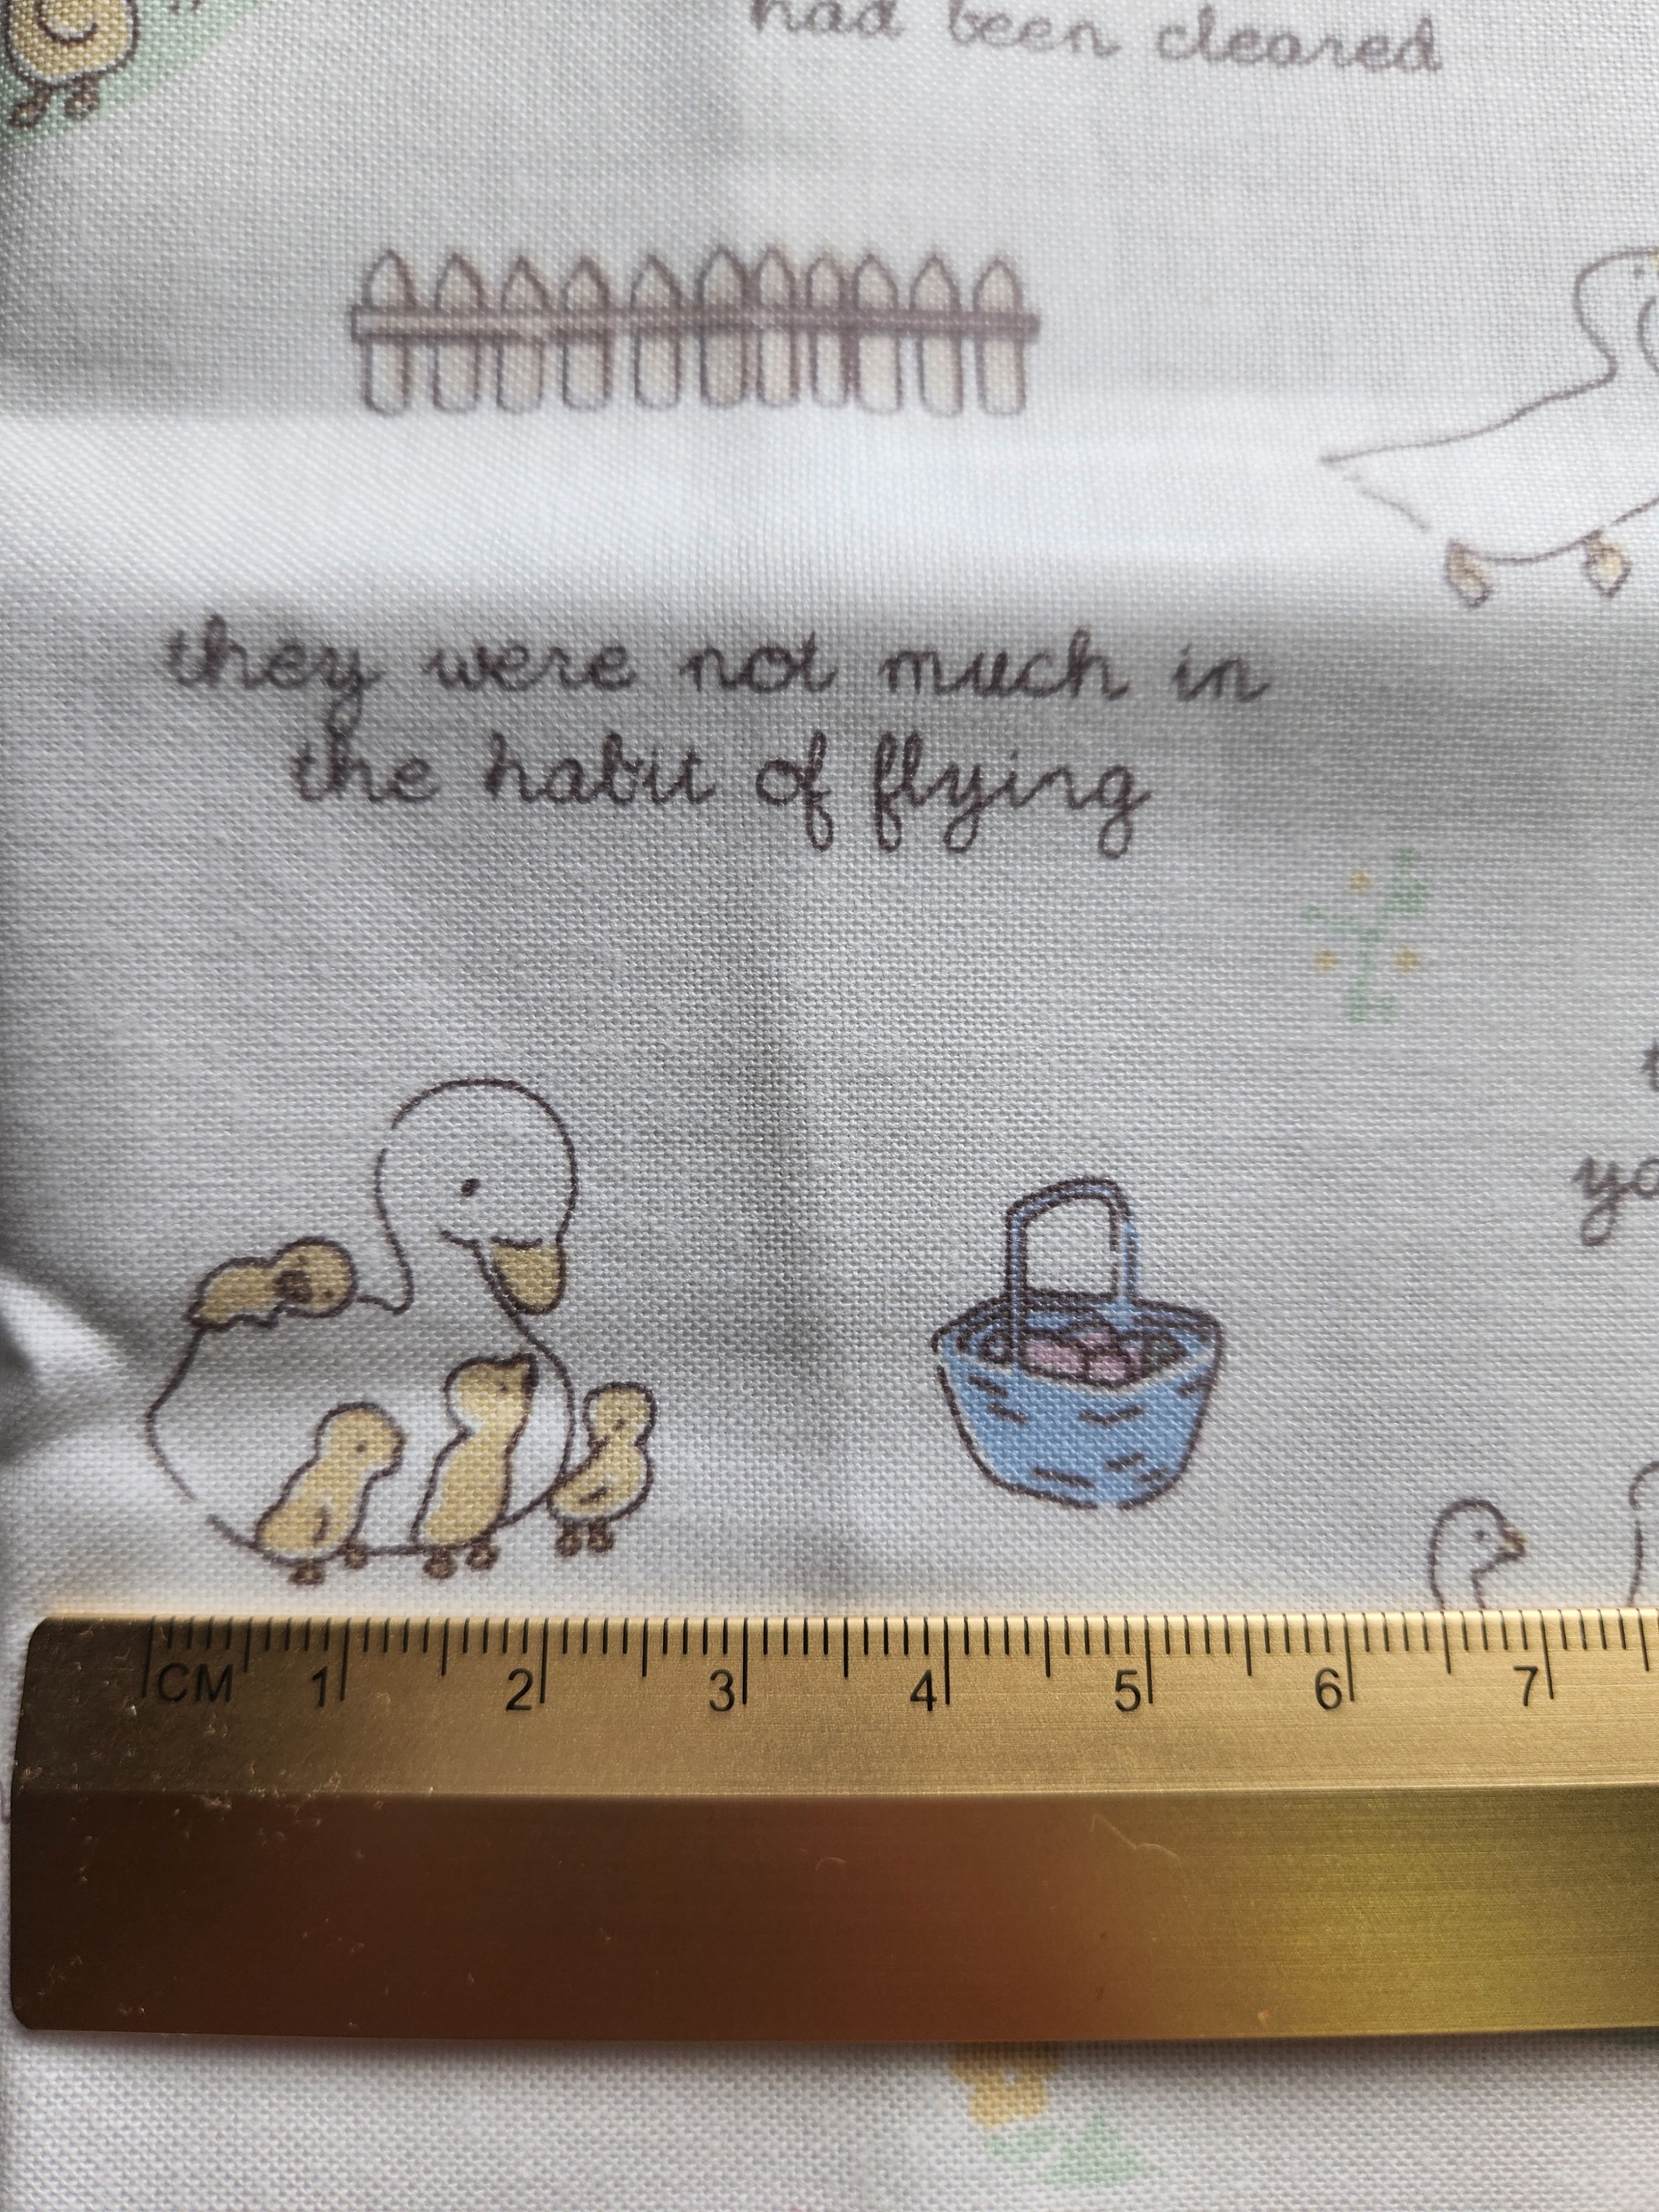 had been cleared
they were not much in
the habit of flying
CM 1 2 3 4 5 6 7